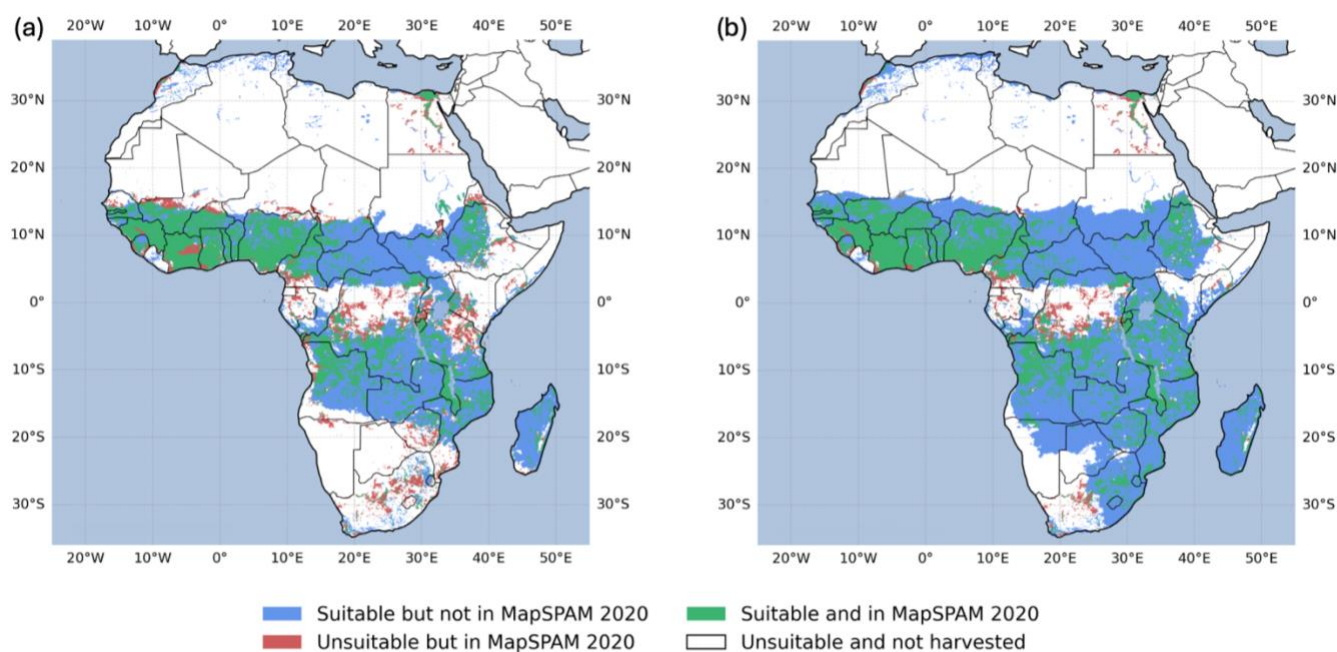 (a)
(b)
20°W 10°W 0° 10°E 20°E 30°E 40°E 50°E
20°W 10°W 0° 10°E 20°E 30°E 40°E 50°E
30°N 30°N 30°N 30°N
20°N 20°N 20°N 20°N
10°N 10°N 10°N 10°N
0° 0° 0° 0°
10°S 10°S 10°S 10°S
20°S 20°S 20°S 20°S
30°S 30°S 30°S 30°S
20°W 10°W 0° 10°E 20°E 30°E 40°E 50°E
20°W 10°W 0° 10°E 20°E 30°E 40°E 50°E
Suitable but not in MapSPAM 2020
Suitable and in MapSPAM 2020
Unsuitable but in MapSPAM 2020
Unsuitable and not harvested